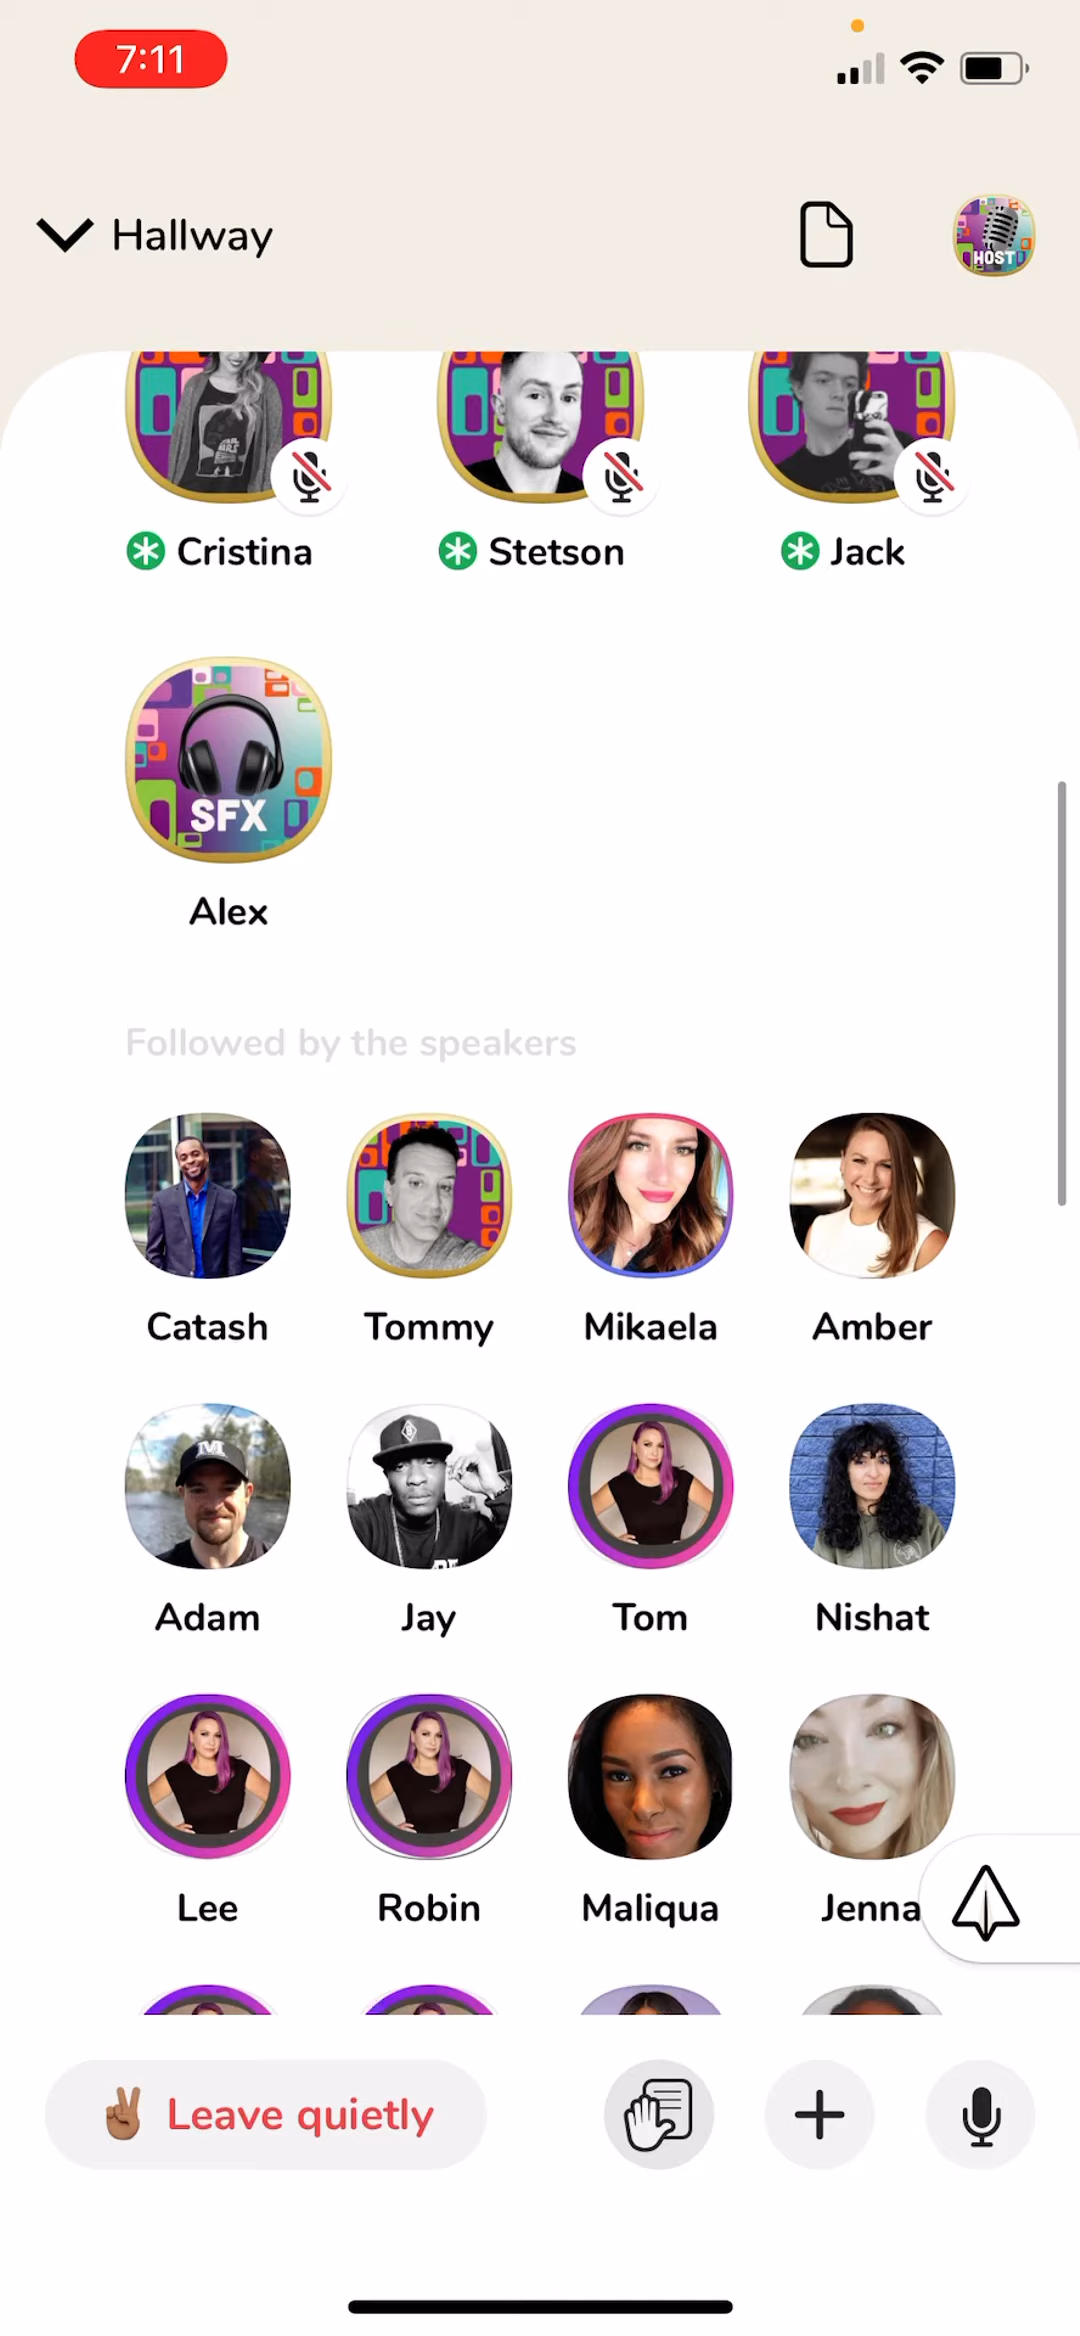 7:11
Hallway
HOST
Cristina
Stetson
Jack
SFX
Alex
Followed by the speakers
Catash
Tommy
Mikaela
Amber
M
Adam
Jay
Tom
Nishat
Lee
Robin
Maliqua
Jenna
Leave quietly